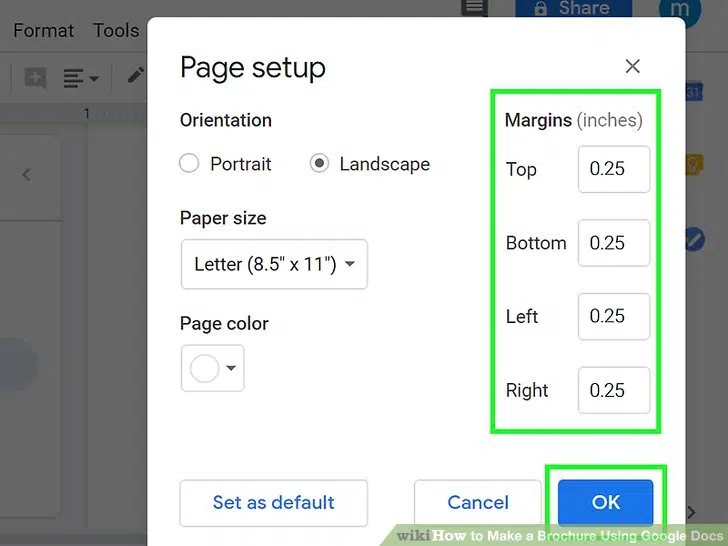 Format Tools
Share
m
1
31
Page setup
Orientation
Portrait
Landscape
Paper size
Letter (8.5" x 11")
Page color
Margins (inches)
Top 0.25
Bottom 0.25
Left 0.25
Right 0.25
Set as default
Cancel
OK
wikiHow to Make a Brochure Using Google Docs